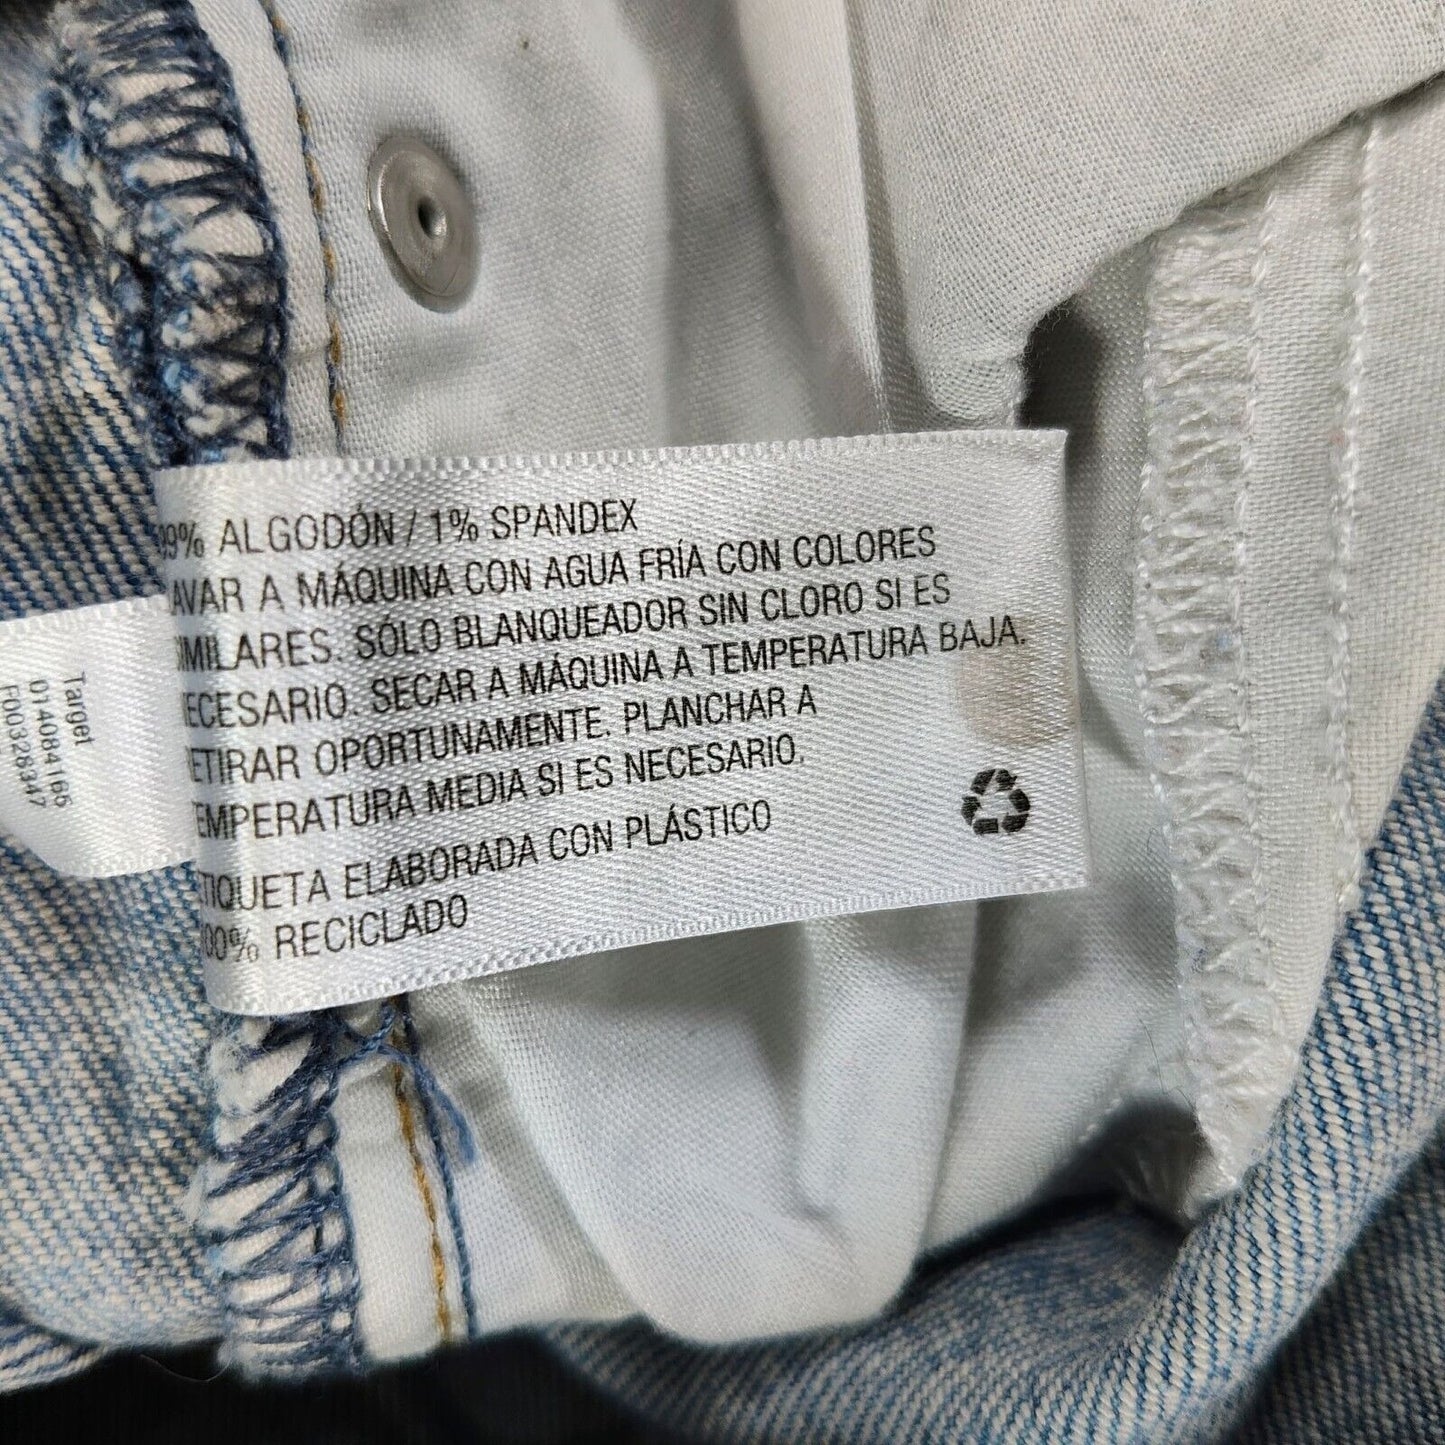 99% ALGODÓN / 1% SPANDEX
LAVAR A MÁQUINA CON AGUA FRÍA CON COLORES
SIMILARES. SÓLO BLANQUEADOR SIN CLORO SI ES
NECESARIO. SECAR A MÁQUINA A TEMPERATURA BAJA.
RETIRAR OPORTUNAMENTE. PLANCHAR A
TEMPERATURA MEDIA SI ES NECESARIO.
ETIQUETA ELABORADA CON PLÁSTICO
100% RECICLADO
Target
014084165
F00328347